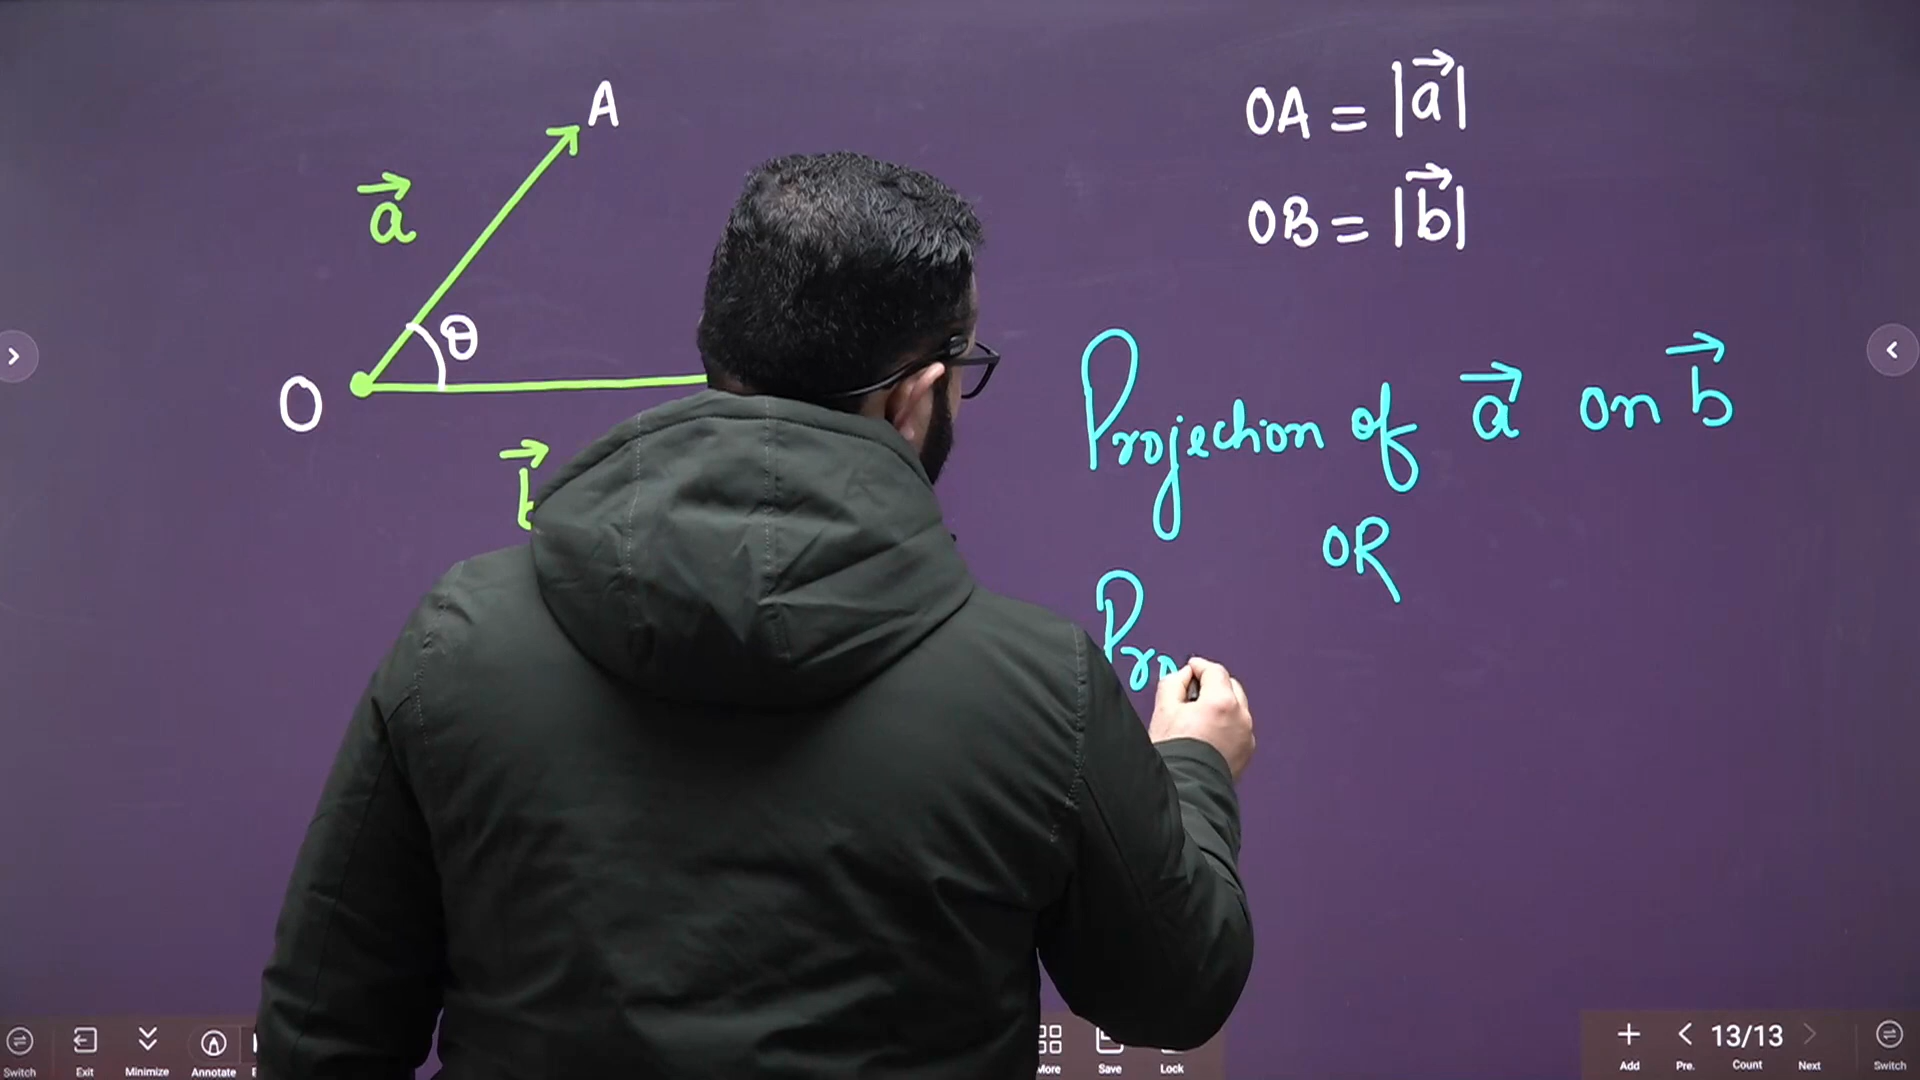 A
a
θ
O
OA = |a|
OB = |b|
Projection of a on b
OR
Pro
Switch
Exit
Minimize
Annotate
More
Save
Lock
Add
Pre.
13/13
Count
Next
Switch